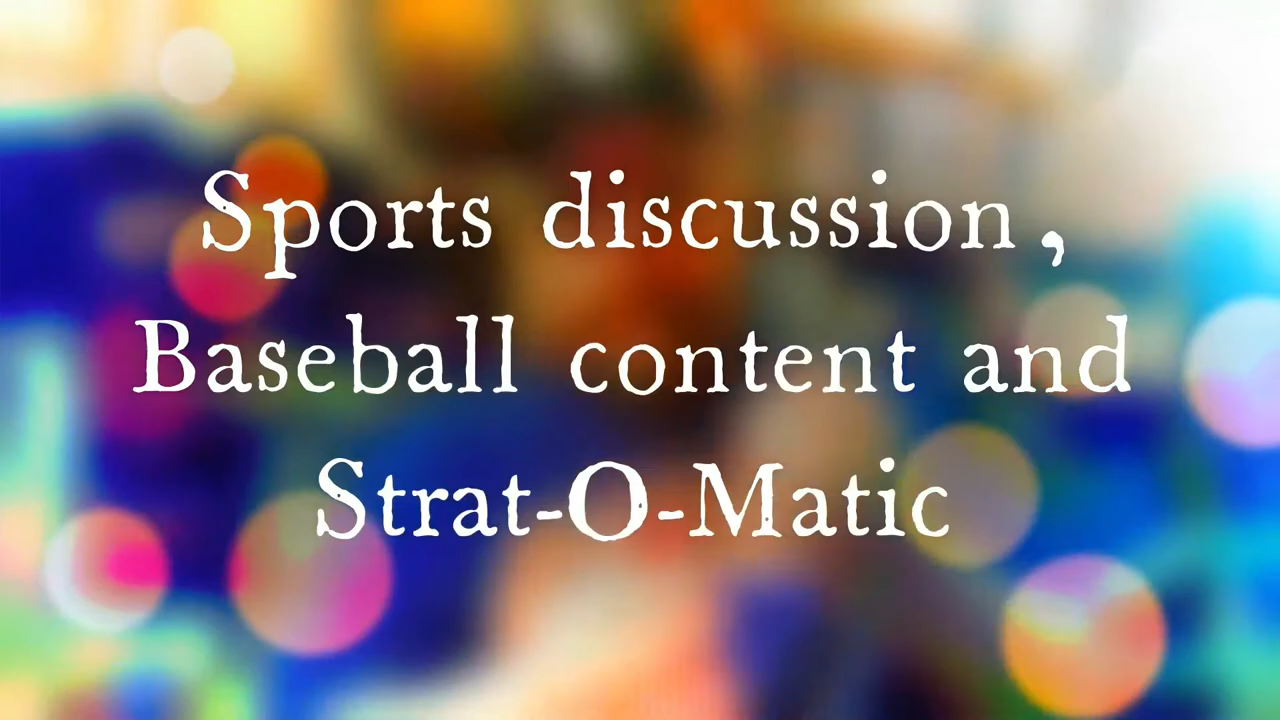 Sports discussion ,
Baseball content and
Strat-O-Matic